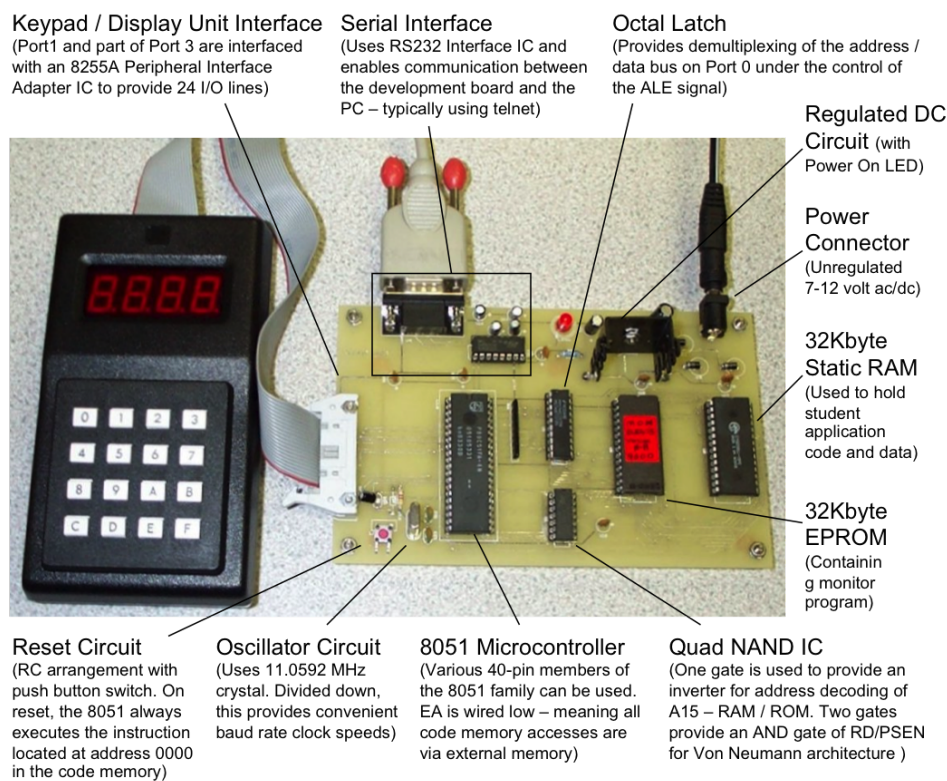 Keypad / Display Unit Interface
(Port1 and part of Port 3 are interfaced
with an 8255A Peripheral Interface
Adapter IC to provide 24 I/O lines)
Serial Interface
(Uses RS232 Interface IC and
enables communication between
the development board and the
PC – typically using telnet)
Octal Latch
(Provides demultiplexing of the address /
data bus on Port 0 under the control of
the ALE signal)
Regulated DC
Circuit (with
Power On LED)
Power
Connector
(Unregulated
7-12 volt ac/dc)
32Kbyte
Static RAM
(Used to hold
student
application
code and data)
32Kbyte
EPROM
(Containin
g monitor
program)
8.8.8.8
0 1 2 3
4 5 6 7
8 9 A B
C D E F
Reset Circuit
(RC arrangement with
push button switch. On
reset, the 8051 always
executes the instruction
located at address 0000
in the code memory)
Oscillator Circuit
(Uses 11.0592 MHz
crystal. Divided down,
this provides convenient
baud rate clock speeds)
8051 Microcontroller
(Various 40-pin members of
the 8051 family can be used.
EA is wired low – meaning all
code memory accesses are
via external memory)
Quad NAND IC
(One gate is used to provide an
inverter for address decoding of
A15 – RAM / ROM. Two gates
provide an AND gate of RD/PSEN
for Von Neumann architecture )